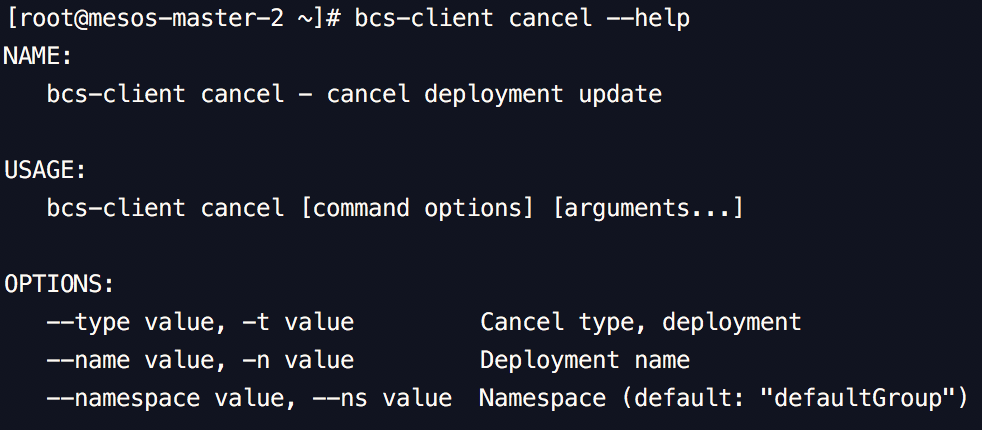 [root@mesos-master-2 ~]# bcs-client cancel --help
NAME:
   bcs-client cancel - cancel deployment update

USAGE:
   bcs-client cancel [command options] [arguments...]

OPTIONS:
   --type value, -t value         Cancel type, deployment
   --name value, -n value         Deployment name
   --namespace value, --ns value  Namespace (default: "defaultGroup")